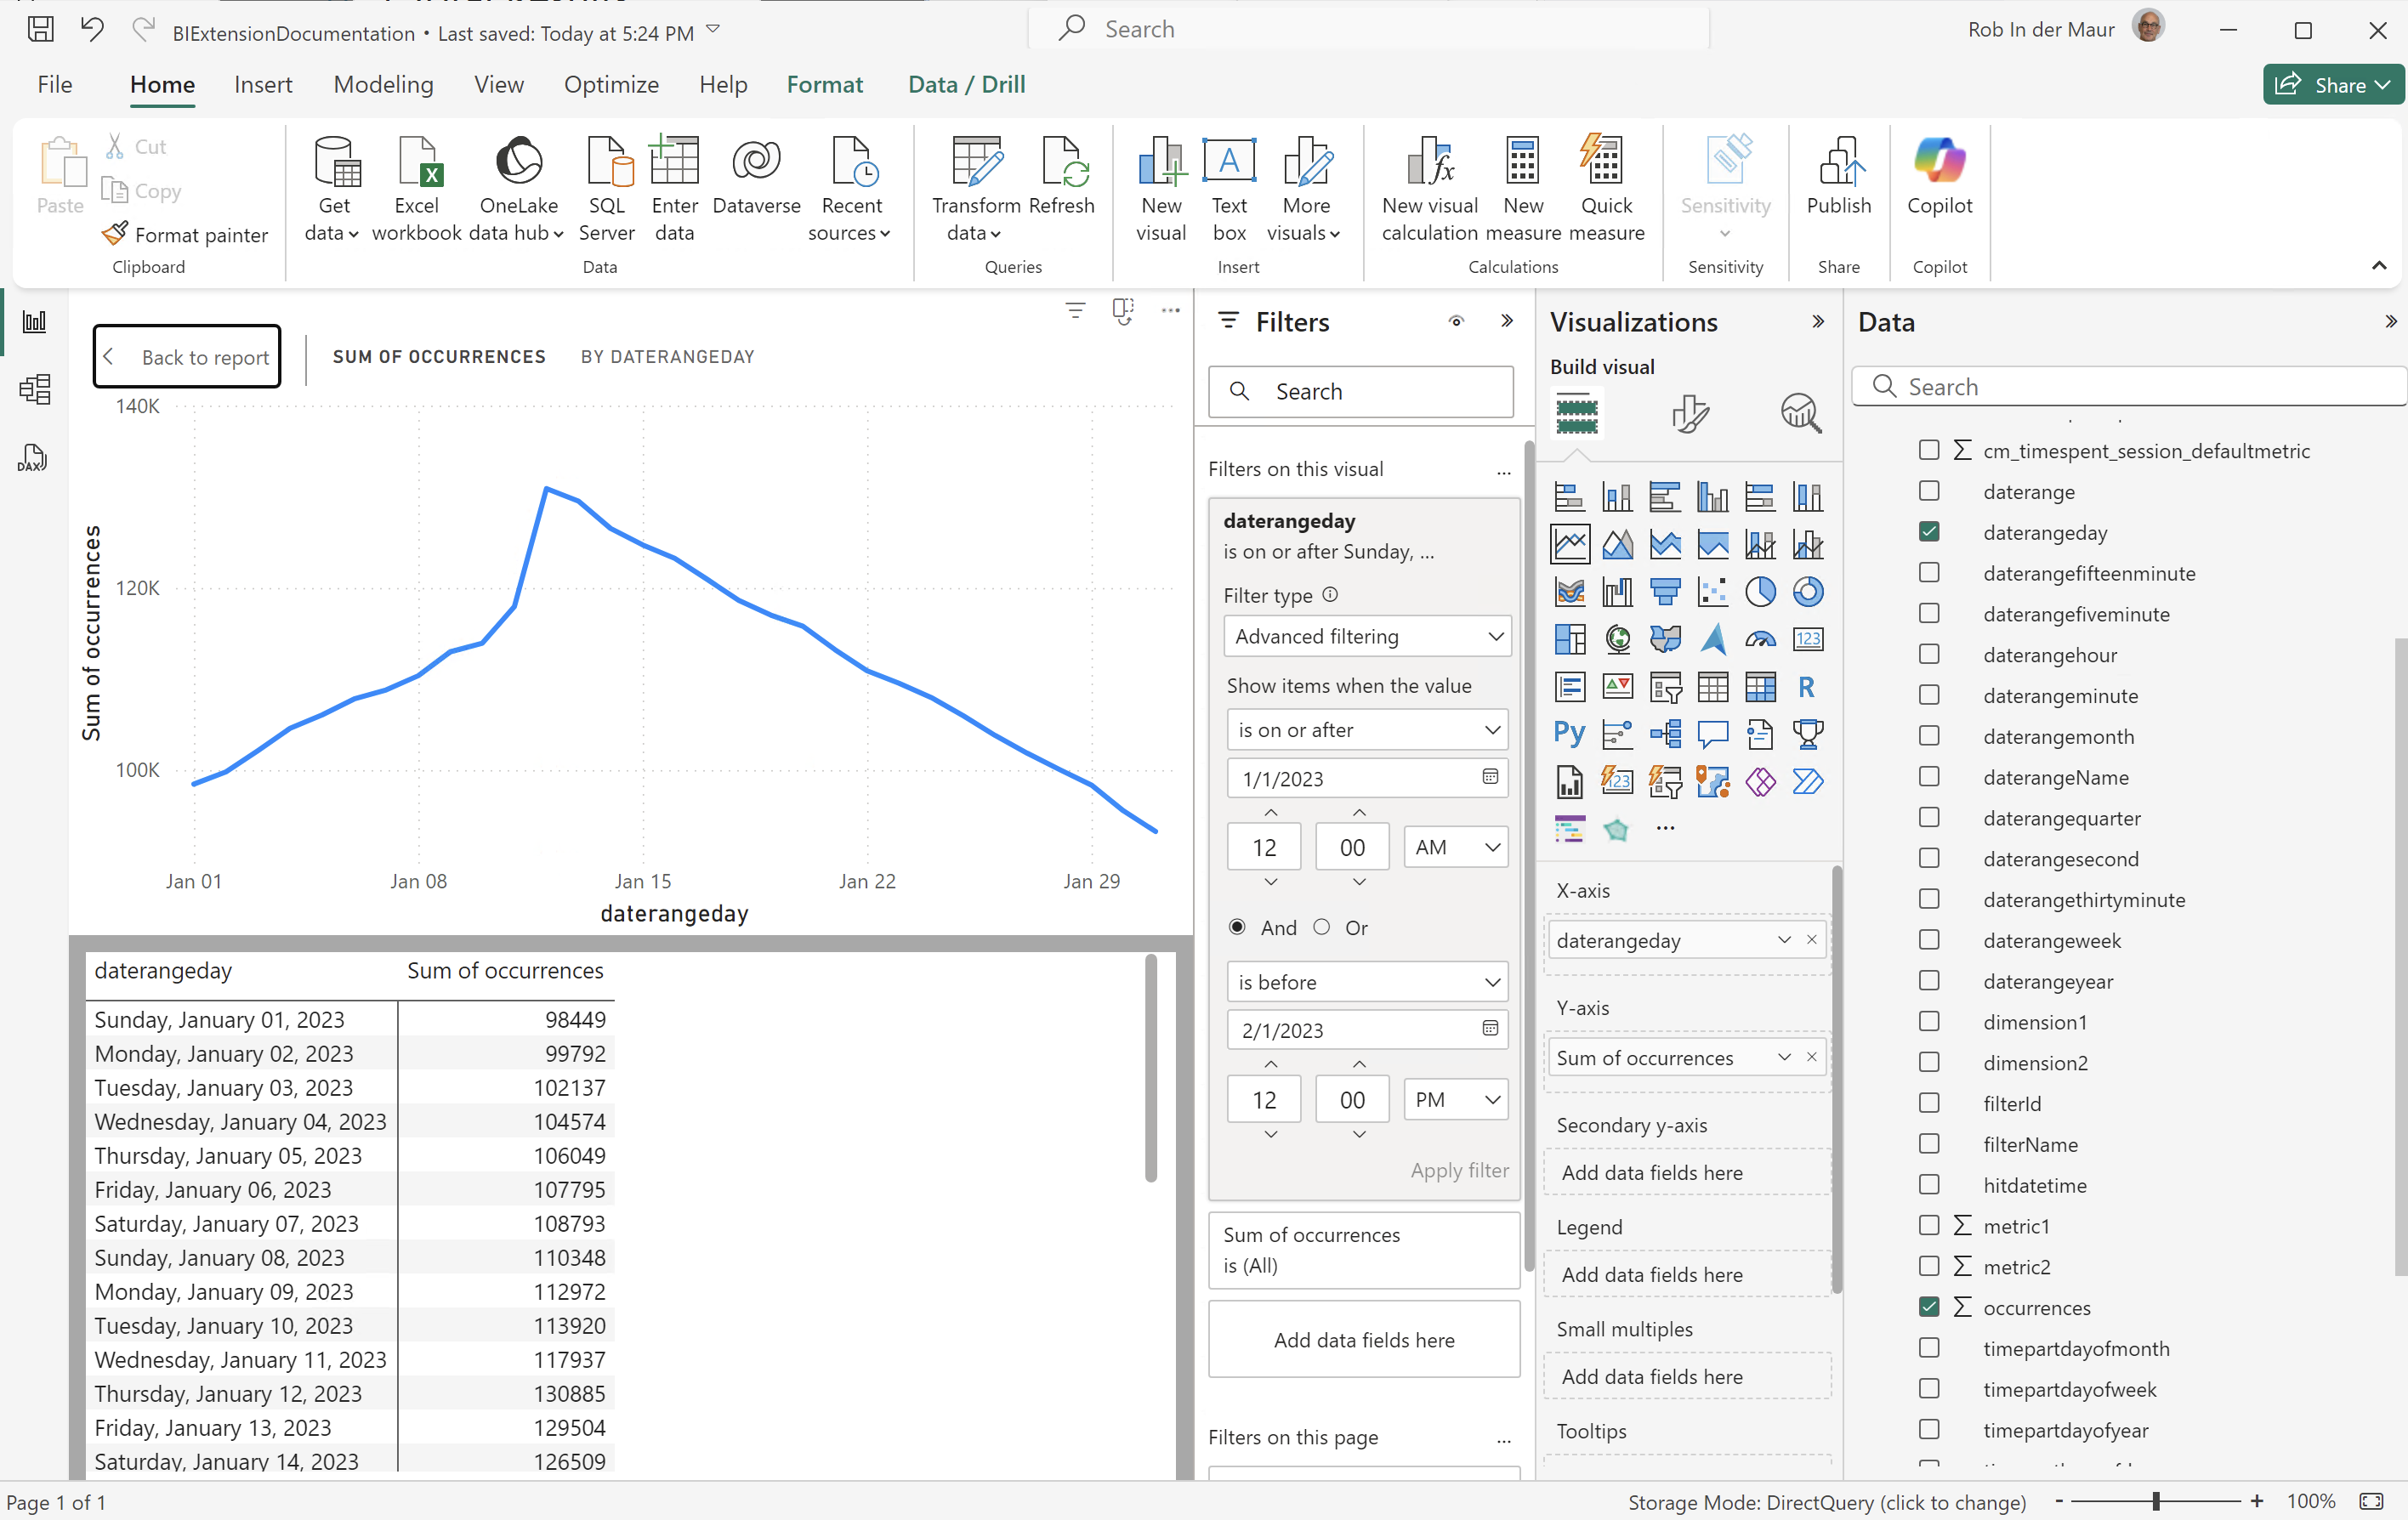 BIExtensionDocumentation • Last saved: Today at 5:24 PM
Search
Rob In der Maur
File Home Insert Modeling View Optimize Help Format Data / Drill
Share
Paste
Cut
Copy
Format painter
Clipboard
Get data
Excel workbook
OneLake data hub
SQL Server
Enter data
Dataverse
Recent sources
Data
Transform data
Refresh
Queries
New visual
Text box
More visuals
Insert
New visual calculation
New measure
Quick measure
Calculations
Sensitivity
Sensitivity
Publish
Share
Copilot
Copilot
DAX
Back to report
SUM OF OCCURRENCES BY DATERANGEDAY
Sum of occurrences
140K
120K
100K
Jan 01 Jan 08 Jan 15 Jan 22 Jan 29
daterangeday
daterangeday Sum of occurrences
Sunday, January 01, 2023 98449
Monday, January 02, 2023 99792
Tuesday, January 03, 2023 102137
Wednesday, January 04, 2023 104574
Thursday, January 05, 2023 106049
Friday, January 06, 2023 107795
Saturday, January 07, 2023 108793
Sunday, January 08, 2023 110348
Monday, January 09, 2023 112972
Tuesday, January 10, 2023 113920
Wednesday, January 11, 2023 117937
Thursday, January 12, 2023 130885
Friday, January 13, 2023 129504
Saturday, January 14, 2023 126509
Filters
Search
Filters on this visual ...
daterangeday
is on or after Sunday, ...
Filter type
Advanced filtering
Show items when the value
is on or after
1/1/2023
12 00 AM
And Or
is before
2/1/2023
12 00 PM
Apply filter
Sum of occurrences
is (All)
Add data fields here
Filters on this page ...
Visualizations
Build visual
123
R
Py
123
...
X-axis
daterangeday
Y-axis
Sum of occurrences
Secondary y-axis
Add data fields here
Legend
Add data fields here
Small multiples
Add data fields here
Tooltips
Data
Search
cm_timespent_session_defaultmetric
daterange
daterangeday
daterangefifteenminute
daterangefiveminute
daterangehour
daterangeminute
daterangemonth
daterangeName
daterangequarter
daterangesecond
daterangethirtyminute
daterangeweek
daterangeyear
dimension1
dimension2
filterId
filterName
hitdatetime
metric1
metric2
occurrences
timepartdayofmonth
timepartdayofweek
timepartdayofyear
Page 1 of 1
Storage Mode: DirectQuery (click to change)
- + 100%